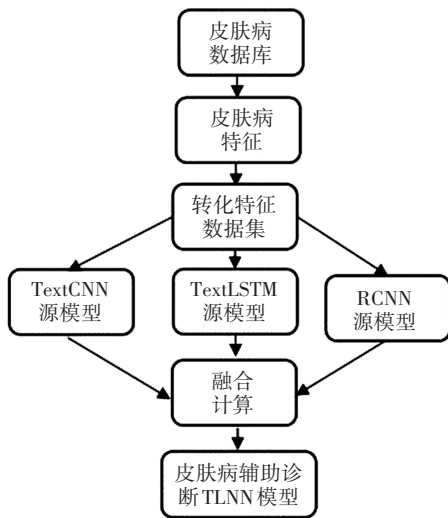 皮肤病
数据库
皮肤病
特征
转化特征
数据集
TextCNN
源模型
TextLSTM
源模型
RCNN
源模型
融合
计算
皮肤病辅助诊
断TLNN模型